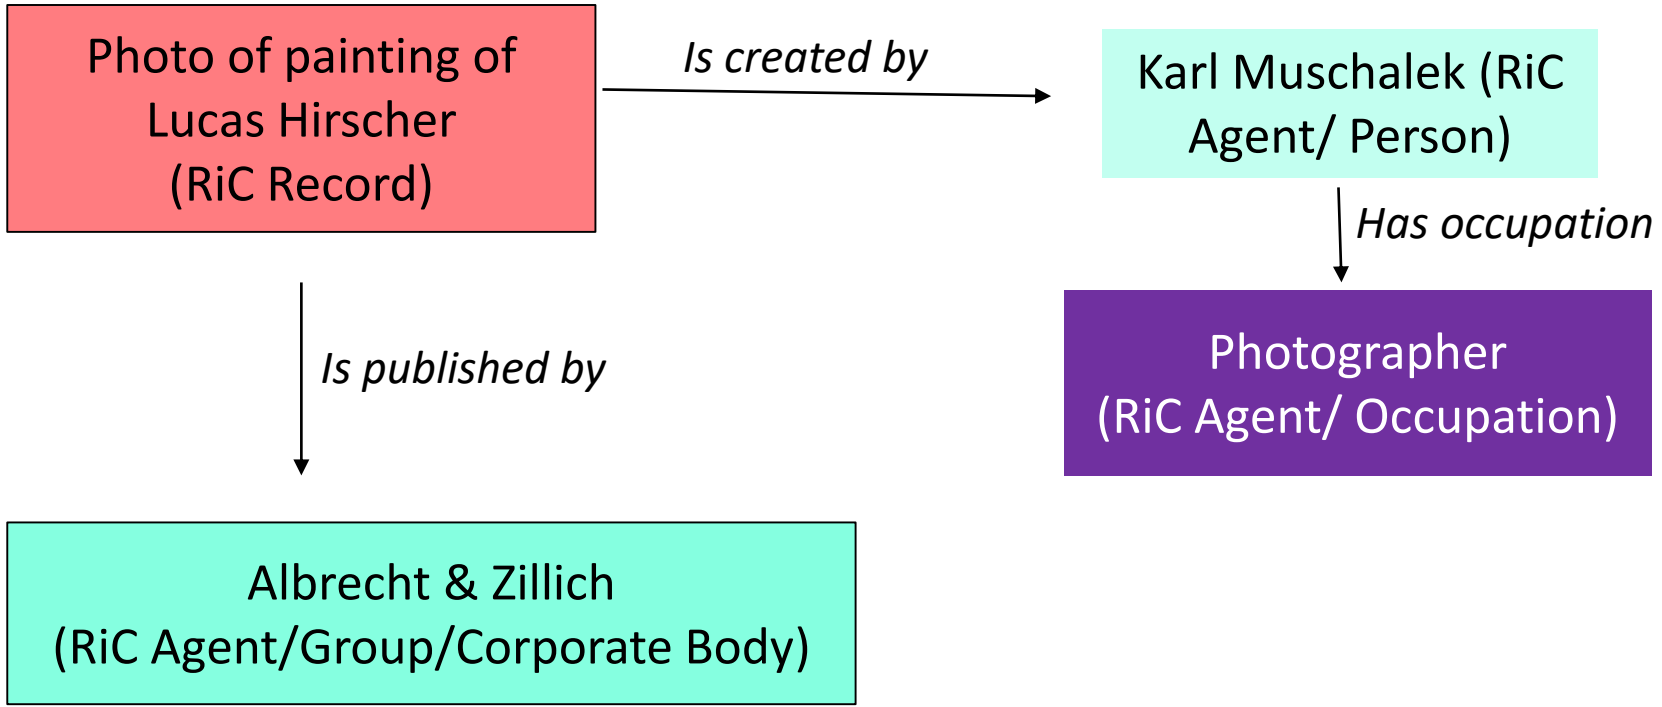 Photo of painting of
Lucas Hirscher
(RiC Record)
Is created by
Karl Muschalek (RiC
Agent/ Person)
Has occupation
Photographer
(RiC Agent/ Occupation)
Is published by
Albrecht & Zillich
(RiC Agent/Group/Corporate Body)